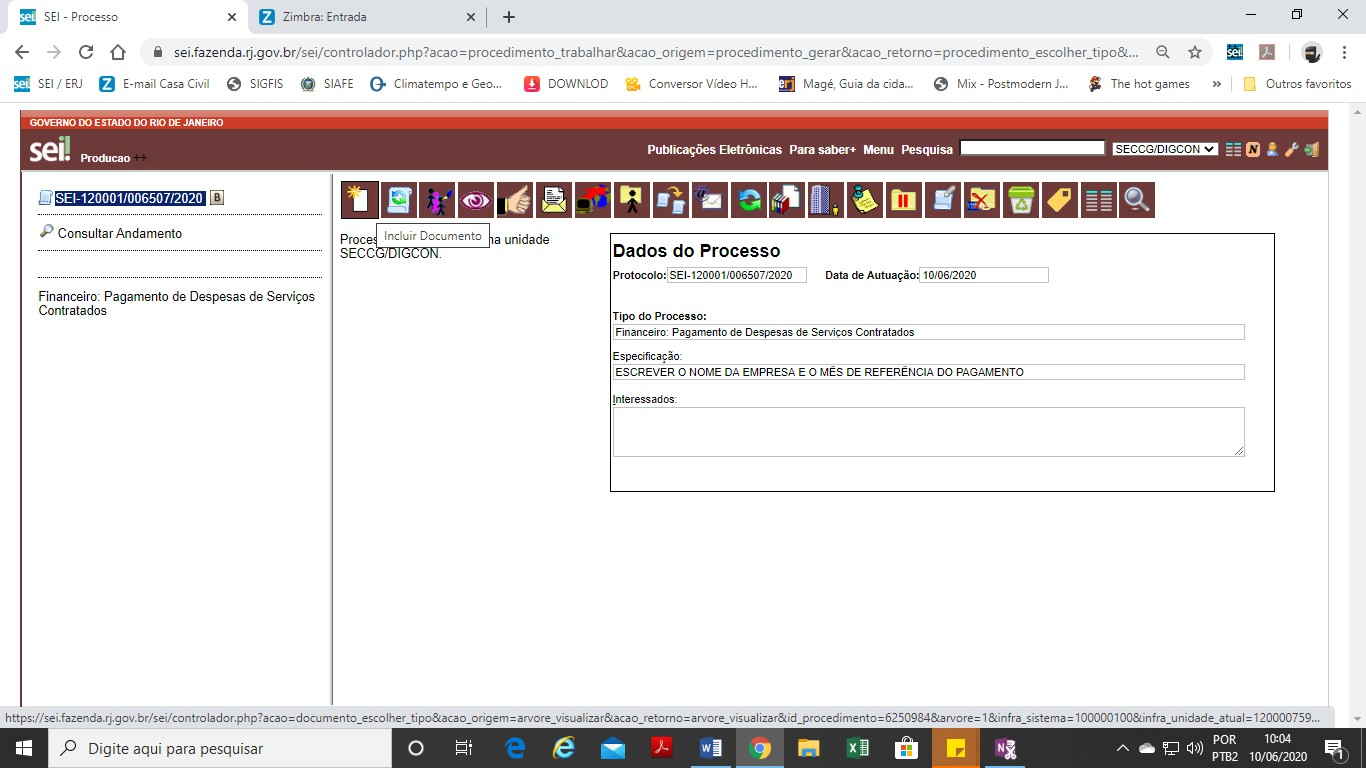 SEI - Processo
Zimbra: Entrada
sei.fazenda.rj.gov.br/sei/controlador.php?acao=procedimento_trabalhar&acao_origem=procedimento_gerar&acao_retorno=procedimento_escolher_tipo&...
SEI / ERJ E-mail Casa Civil SIGFIS SIAFE Climatempo e Geo... DOWNLOD Conversor Vídeo H... Magé, Guia da cida... Mix - Postmodern J... The hot games » Outros favoritos
GOVERNO DO ESTADO DO RIO DE JANEIRO
sei! Producao ++ Publicações Eletrônicas Para saber+ Menu Pesquisa SECCG/DIGCON
SEI-120001/006507/2020
Consultar Andamento
Financeiro: Pagamento de Despesas de Serviços
Contratados
Incluir Documento
Proces na unidade
SECCG/DIGCON.
Dados do Processo
Protocolo: SEI-120001/006507/2020 Data de Autuação: 10/06/2020
Tipo do Processo:
Financeiro: Pagamento de Despesas de Serviços Contratados
Especificação:
ESCREVER O NOME DA EMPRESA E O MÊS DE REFERÊNCIA DO PAGAMENTO
Interessados:
https://sei.fazenda.rj.gov.br/sei/controlador.php?acao=documento_escolher_tipo&acao_origem=arvore_visualizar&acao_retorno=arvore_visualizar&id_procedimento=6250984&arvore=1&infra_sistema=100000100&infra_unidade_atual=120000759...
Digite aqui para pesquisar
POR
PTB2
10:04
10/06/2020
1